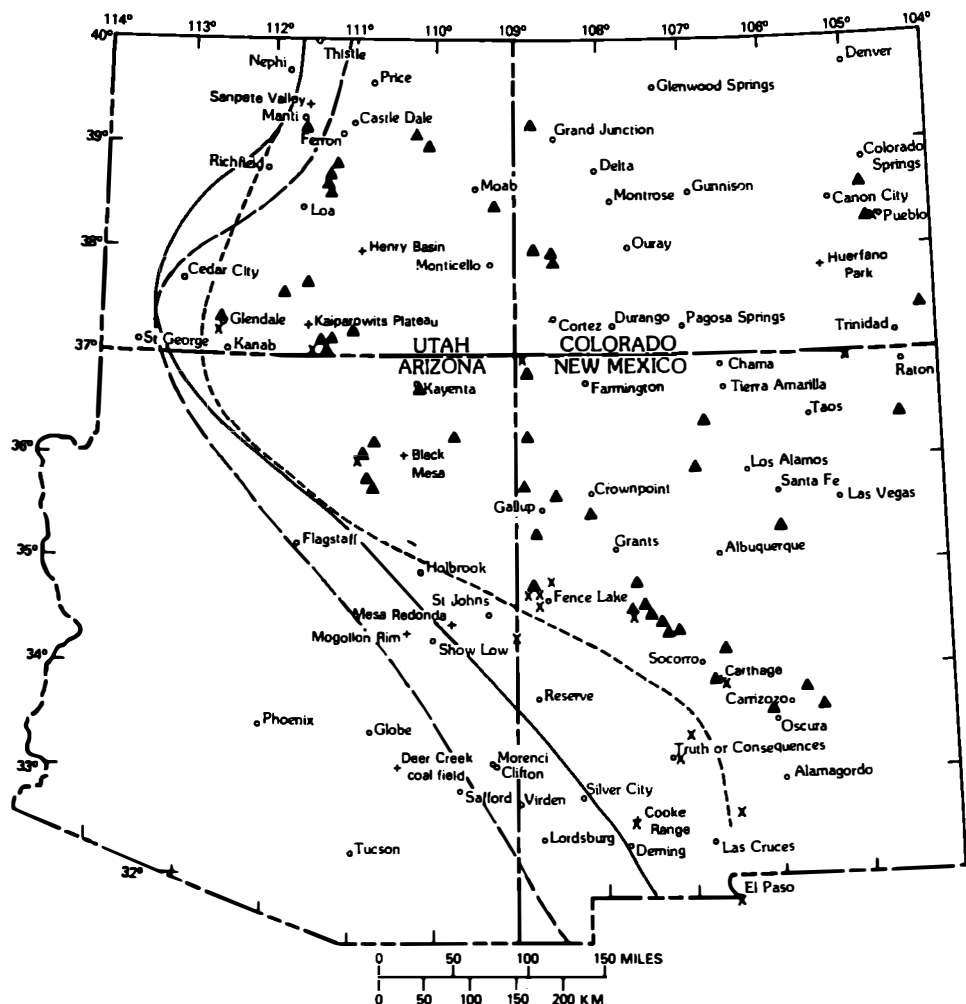 114° 113° 112° 111° 110° 109° 108° 107° 106° 105° 104°
40°
Thistle
Nephi
Denver
Price
Glenwood Springs
Sanpete Valley
Manti
Castle Dale
39°
Ferron
Grand Junction
Colorado
Springs
Richfield
Delta
Moab
Montrose
Gunnison
Canon City
Loa
Pueblo
38°
Henry Basin
Ouray
Monticello
Huerfano
Park
Cedar City
Glendale
Kaiparowits Plateau
Cortez
Durango
Pagosa Springs
Trinidad
St George
Kanab
37°
UTAH
COLORADO
ARIZONA
NEW MEXICO
Chama
Raton
Kayenta
Farmington
Tierra Amarilla
Taos
36°
Black
Mesa
Los Alamos
Santa Fe
Crownpoint
Las Vegas
Gallup
35°
Flagstaff
Grants
Albuquerque
Holbrook
St Johns
Fence Lake
Mesa Redonda
Mogollon Rim
34°
Show Low
Socorro
Carthage
Reserve
Carrizozo
Phoenix
Globe
Oscura
Truth or Consequences
33°
Deer Creek
coal field
Morenci
Clifton
Alamagordo
Safford
Virden
Silver City
Cooke
Range
Lordsburg
Deming
Las Cruces
Tucson
32°
El Paso
0 50 100 150 MILES
0 50 100 150 200 KM